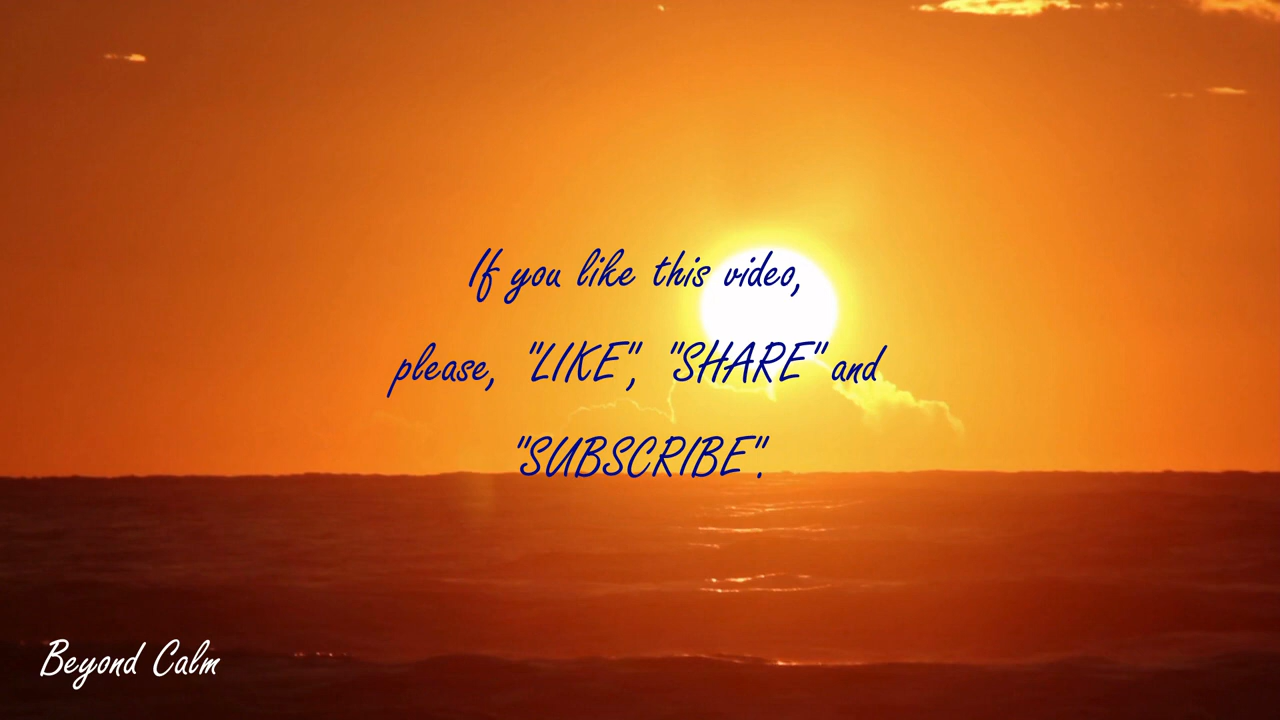 If you like this video,
please, "LIKE", "SHARE" and
"SUBSCRIBE".
Beyond Calm